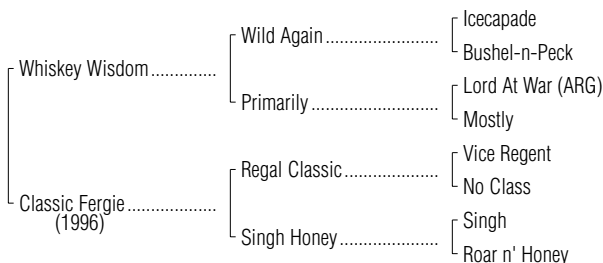 Icecapade
Wild Again
Bushel-n-Peck
Whiskey Wisdom
Lord At War (ARG)
Primarily
Mostly
Vice Regent
Regal Classic
No Class
Classic Fergie
(1996)
Singh
Singh Honey
Roar n' Honey